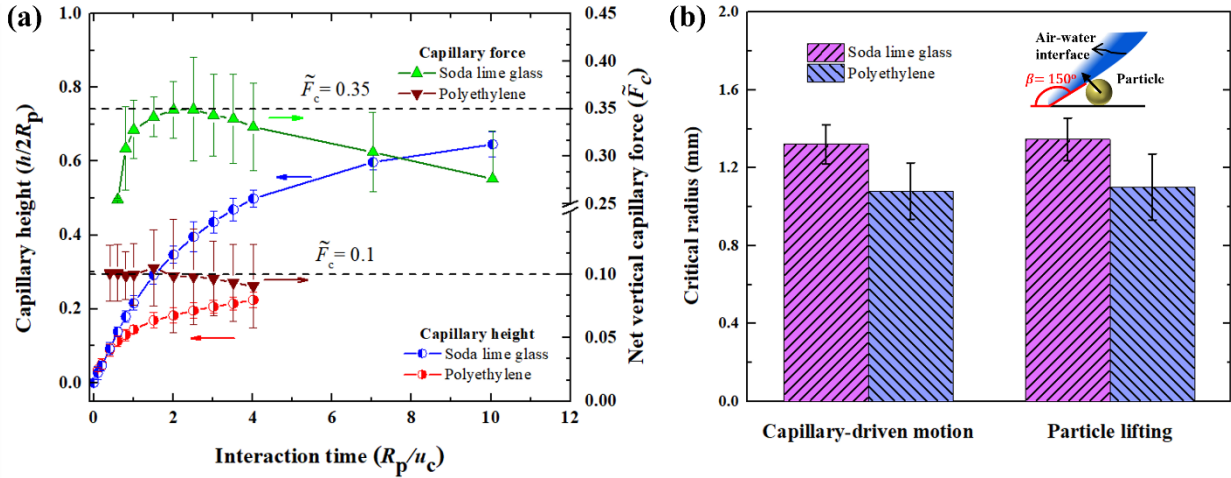 (a)
Capillary height (h/2Rp)
1.0
0.8
0.6
0.4
0.2
0.0
Capillary force
Soda lime glass
Polyethylene
F̃c = 0.35
F̃c = 0.1
Capillary height
Soda lime glass
Polyethylene
0.45
0.40
0.35
0.30
0.25
0.10
0.05
0.00
Net vertical capillary force (F̃c)
0 2 4 6 8 10 12
Interaction time (Rp/uc)
(b)
Critical radius (mm)
2.0
1.6
1.2
0.8
0.4
0.0
Soda lime glass
Polyethylene
Air-water
interface
β= 150°
Particle
Capillary-driven motion Particle lifting